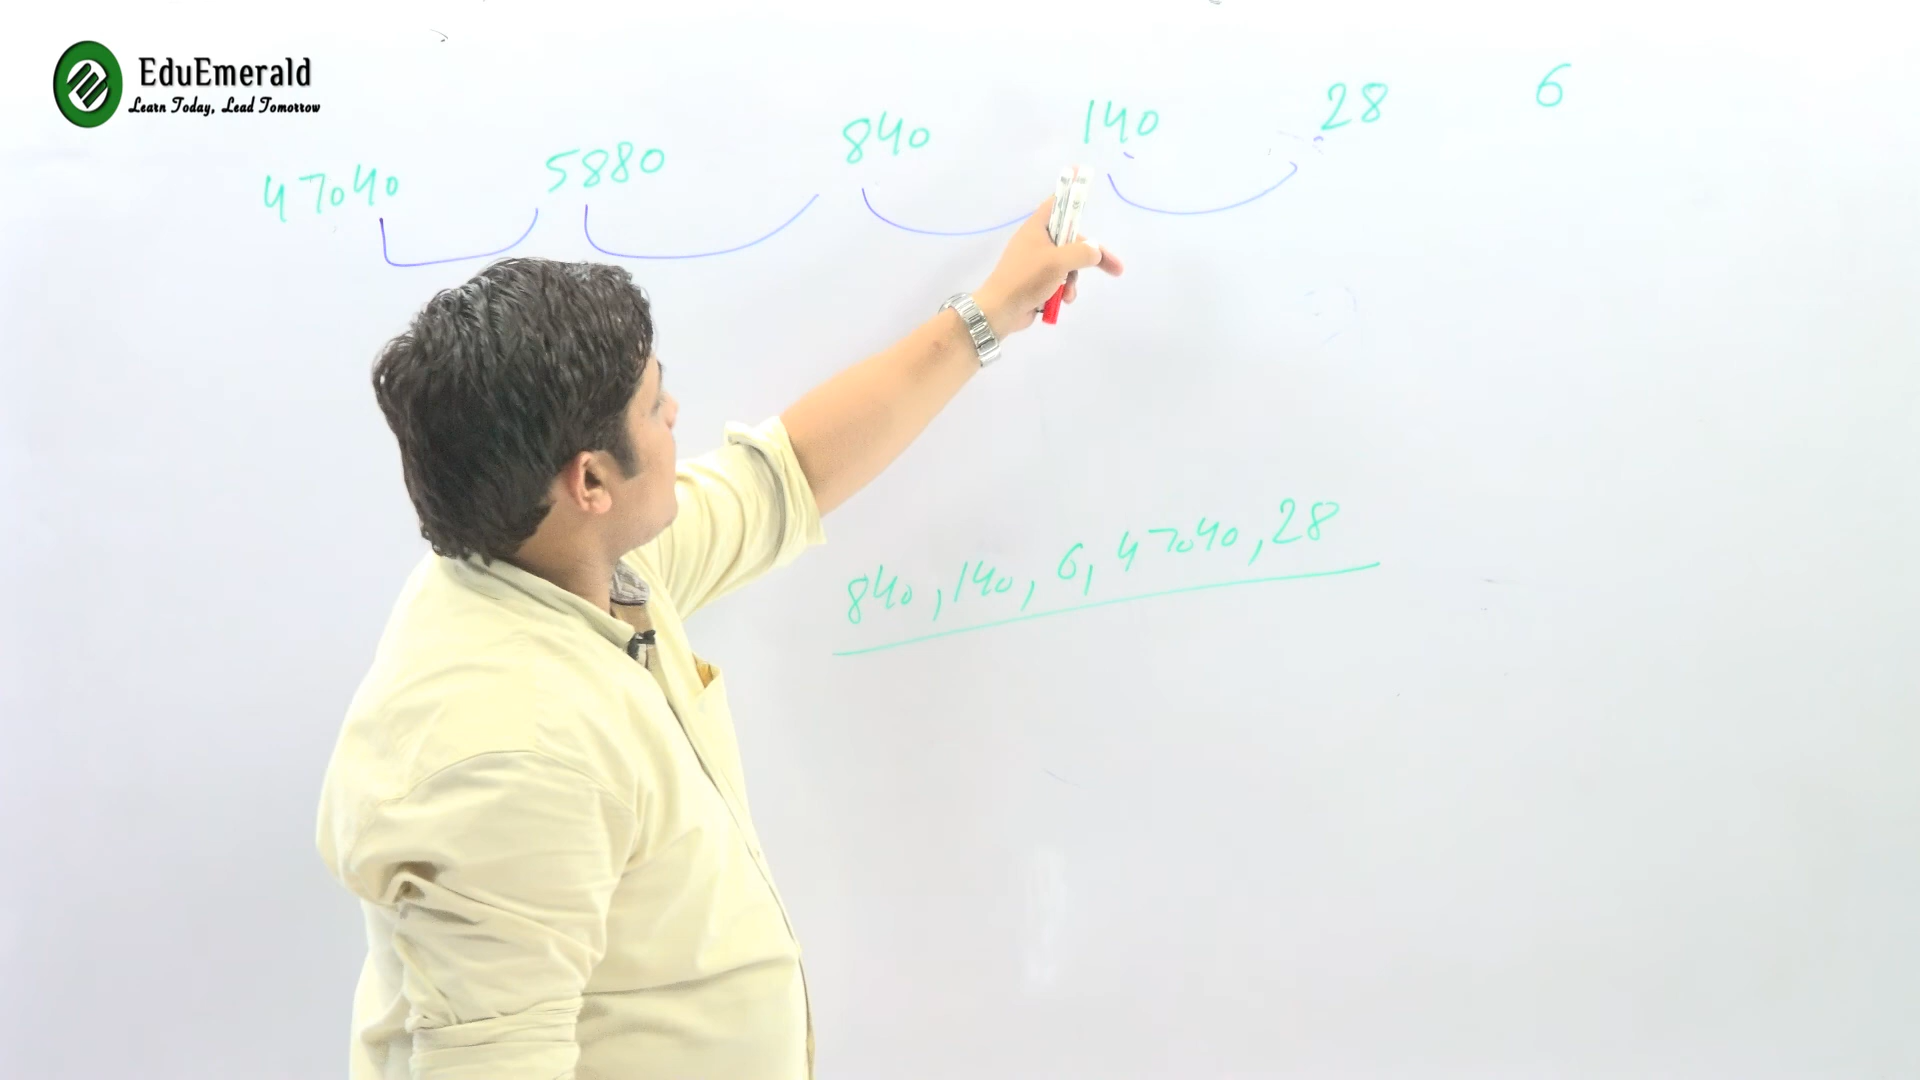 EduEmerald
Learn Today, Lead Tomorrow
47040 5880 840 140 28 6
840, 140, 6, 47040, 28